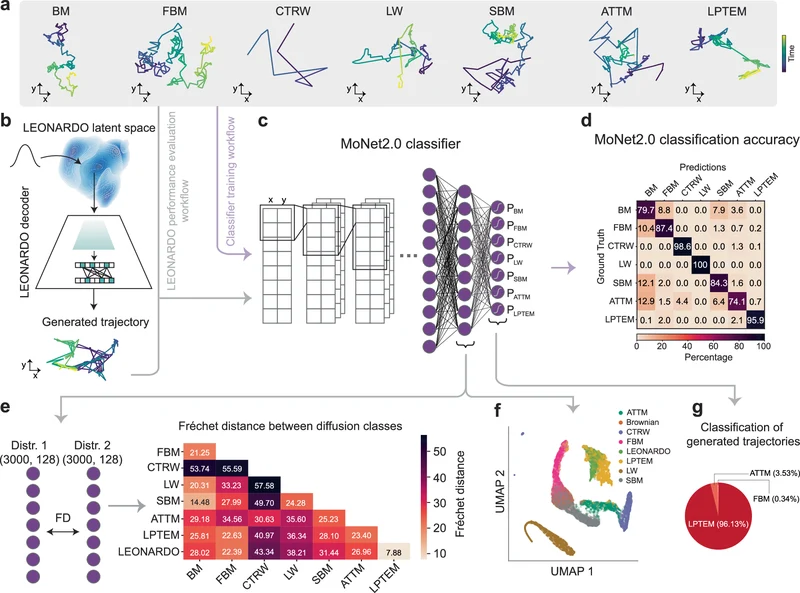 a
BM FBM CTRW LW SBM ATTM LPTEM
y x y x y x y x y x y x y x
Time
b
LEONARDO latent space
LEONARDO decoder
Generated trajectory
y
x
LEONARDO performance evaluation
workflow
Classifier training workflow
c
MoNet2.0 classifier
x y
PBM
PFBM
PCTRW
PLW
PSBM
PATTM
PLPTEM
d
MoNet2.0 classification accuracy
Predictions
BM FBM CTRW LW SBM ATTM LPTEM
Ground Truth
BM 79.7 8.8 0.0 0.0 7.9 3.6 0.0
FBM 10.4 87.4 0.0 0.0 1.3 0.7 0.2
CTRW 0.0 0.0 98.6 0.0 0.0 1.3 0.1
LW 0.0 0.0 0.0 100 0.0 0.0 0.0
SBM 12.1 2.0 0.0 0.0 84.3 1.6 0.0
ATTM 12.9 1.5 4.4 0.0 6.4 74.1 0.7
LPTEM 0.1 2.0 0.0 0.0 0.0 2.1 95.9
0 20 40 60 80 100
Percentage
e
Distr. 1 Distr. 2
(3000, 128) (3000, 128)
FD
Fréchet distance between diffusion classes
FBM 21.25
CTRW 53.74 55.59
LW 20.31 33.23 57.58
SBM 14.48 27.99 49.70 24.28
ATTM 29.18 34.56 30.63 35.60 25.23
LPTEM 25.81 22.63 40.97 36.34 28.10 23.40
LEONARDO 28.02 22.39 43.34 38.21 31.44 26.96 7.88
BM FBM CTRW LW SBM ATTM LPTEM
50
40
30
20
10
Fréchet distance
f
ATTM
Brownian
CTRW
FBM
LEONARDO
LPTEM
LW
SBM
UMAP 2
UMAP 1
g
Classification of
generated trajectories
ATTM (3.53%)
FBM (0.34%)
LPTEM (96.13%)